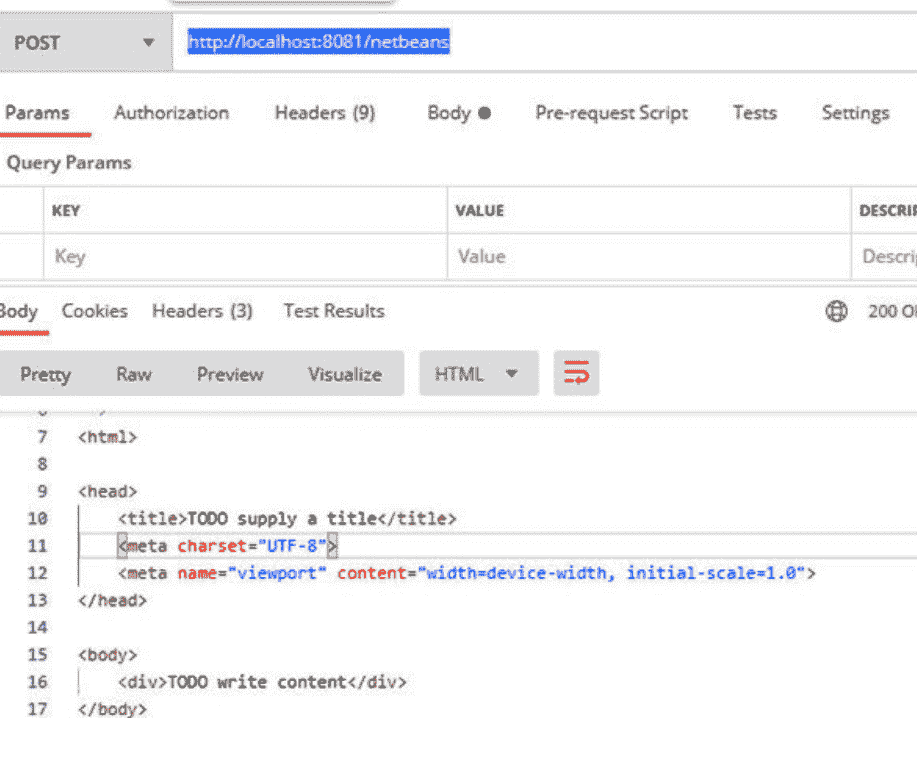 POST http://localhost:8081/netbeans
Params Authorization Headers (9) Body Pre-request Script Tests Settings
Query Params
KEY VALUE DESCRIP
Key Value Descrip
Body Cookies Headers (3) Test Results 200 OK
Pretty Raw Preview Visualize HTML
7 <html>
8
9 <head>
10 <title>TODO supply a title</title>
11 <meta charset="UTF-8">
12 <meta name="viewport" content="width=device-width, initial-scale=1.0">
13 </head>
14
15 <body>
16 <div>TODO write content</div>
17 </body>